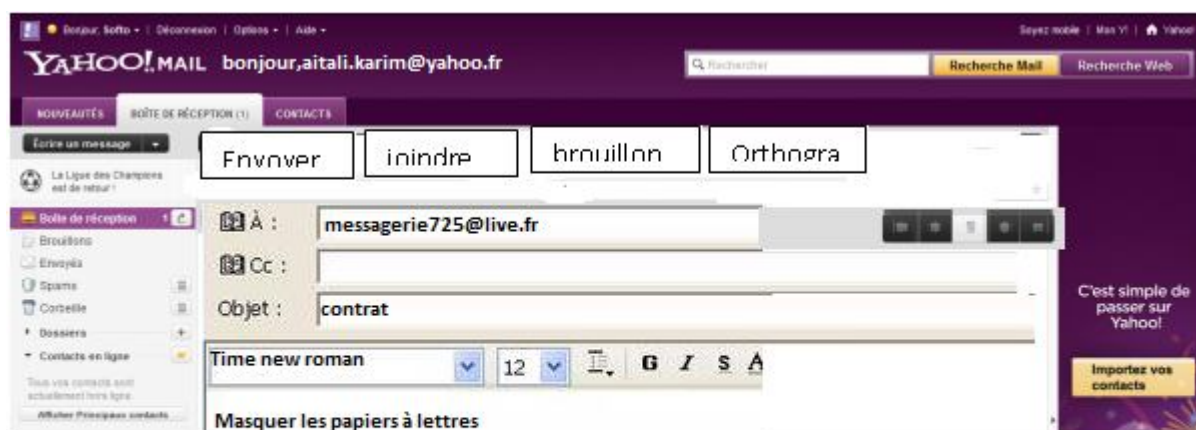 Bonjour, Softo | Déconnexion | Options | Aide
Soyez mobile | Mon Y! | Yahoo!
YAHOO! MAIL bonjour,aitali.karim@yahoo.fr
Rechercher
Recherche Mail
Recherche Web
NOUVEAUTÉS
BOÎTE DE RÉCEPTION (1)
CONTACTS
Ecrire un message
Envoyer
joindre
brouillon
Orthogra
La Ligue des Champions
est de retour !
Boîte de réception 1
Brouillons
Envoyés
Spams
Corbeille
Dossiers
Contacts en ligne
Tous vos contacts sont
actuellement hors ligne
Afficher Principaux contacts
À : messagerie725@live.fr
Cc :
Objet : contrat
Time new roman 12 G I S A
Masquer les papiers à lettres
C'est simple de
passer sur
Yahoo!
Importez vos
contacts